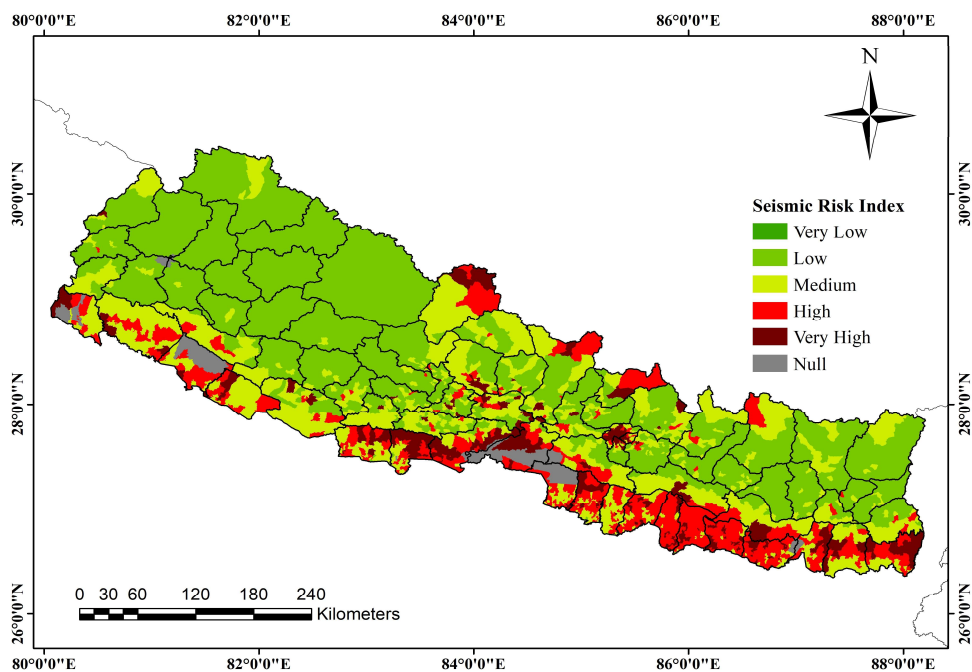 80°0'0"E 82°0'0"E 84°0'0"E 86°0'0"E 88°0'0"E
N
30°0'0"N 30°0'0"N
Seismic Risk Index
Very Low
Low
Medium
High
Very High
Null
28°0'0"N 28°0'0"N
0 30 60 120 180 240
Kilometers
26°0'0"N 26°0'0"N
80°0'0"E 82°0'0"E 84°0'0"E 86°0'0"E 88°0'0"E